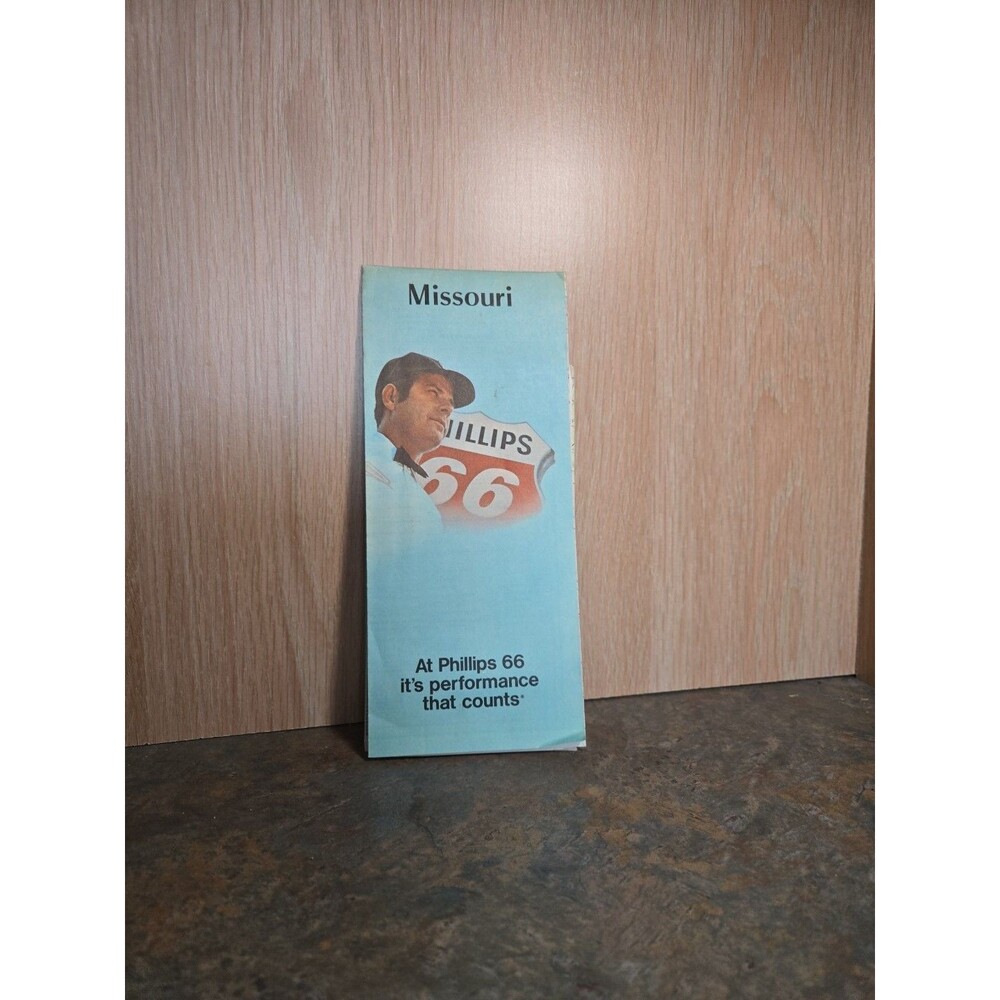 Missouri
HILLIPS
66
At Phillips 66
it's performance
that counts®